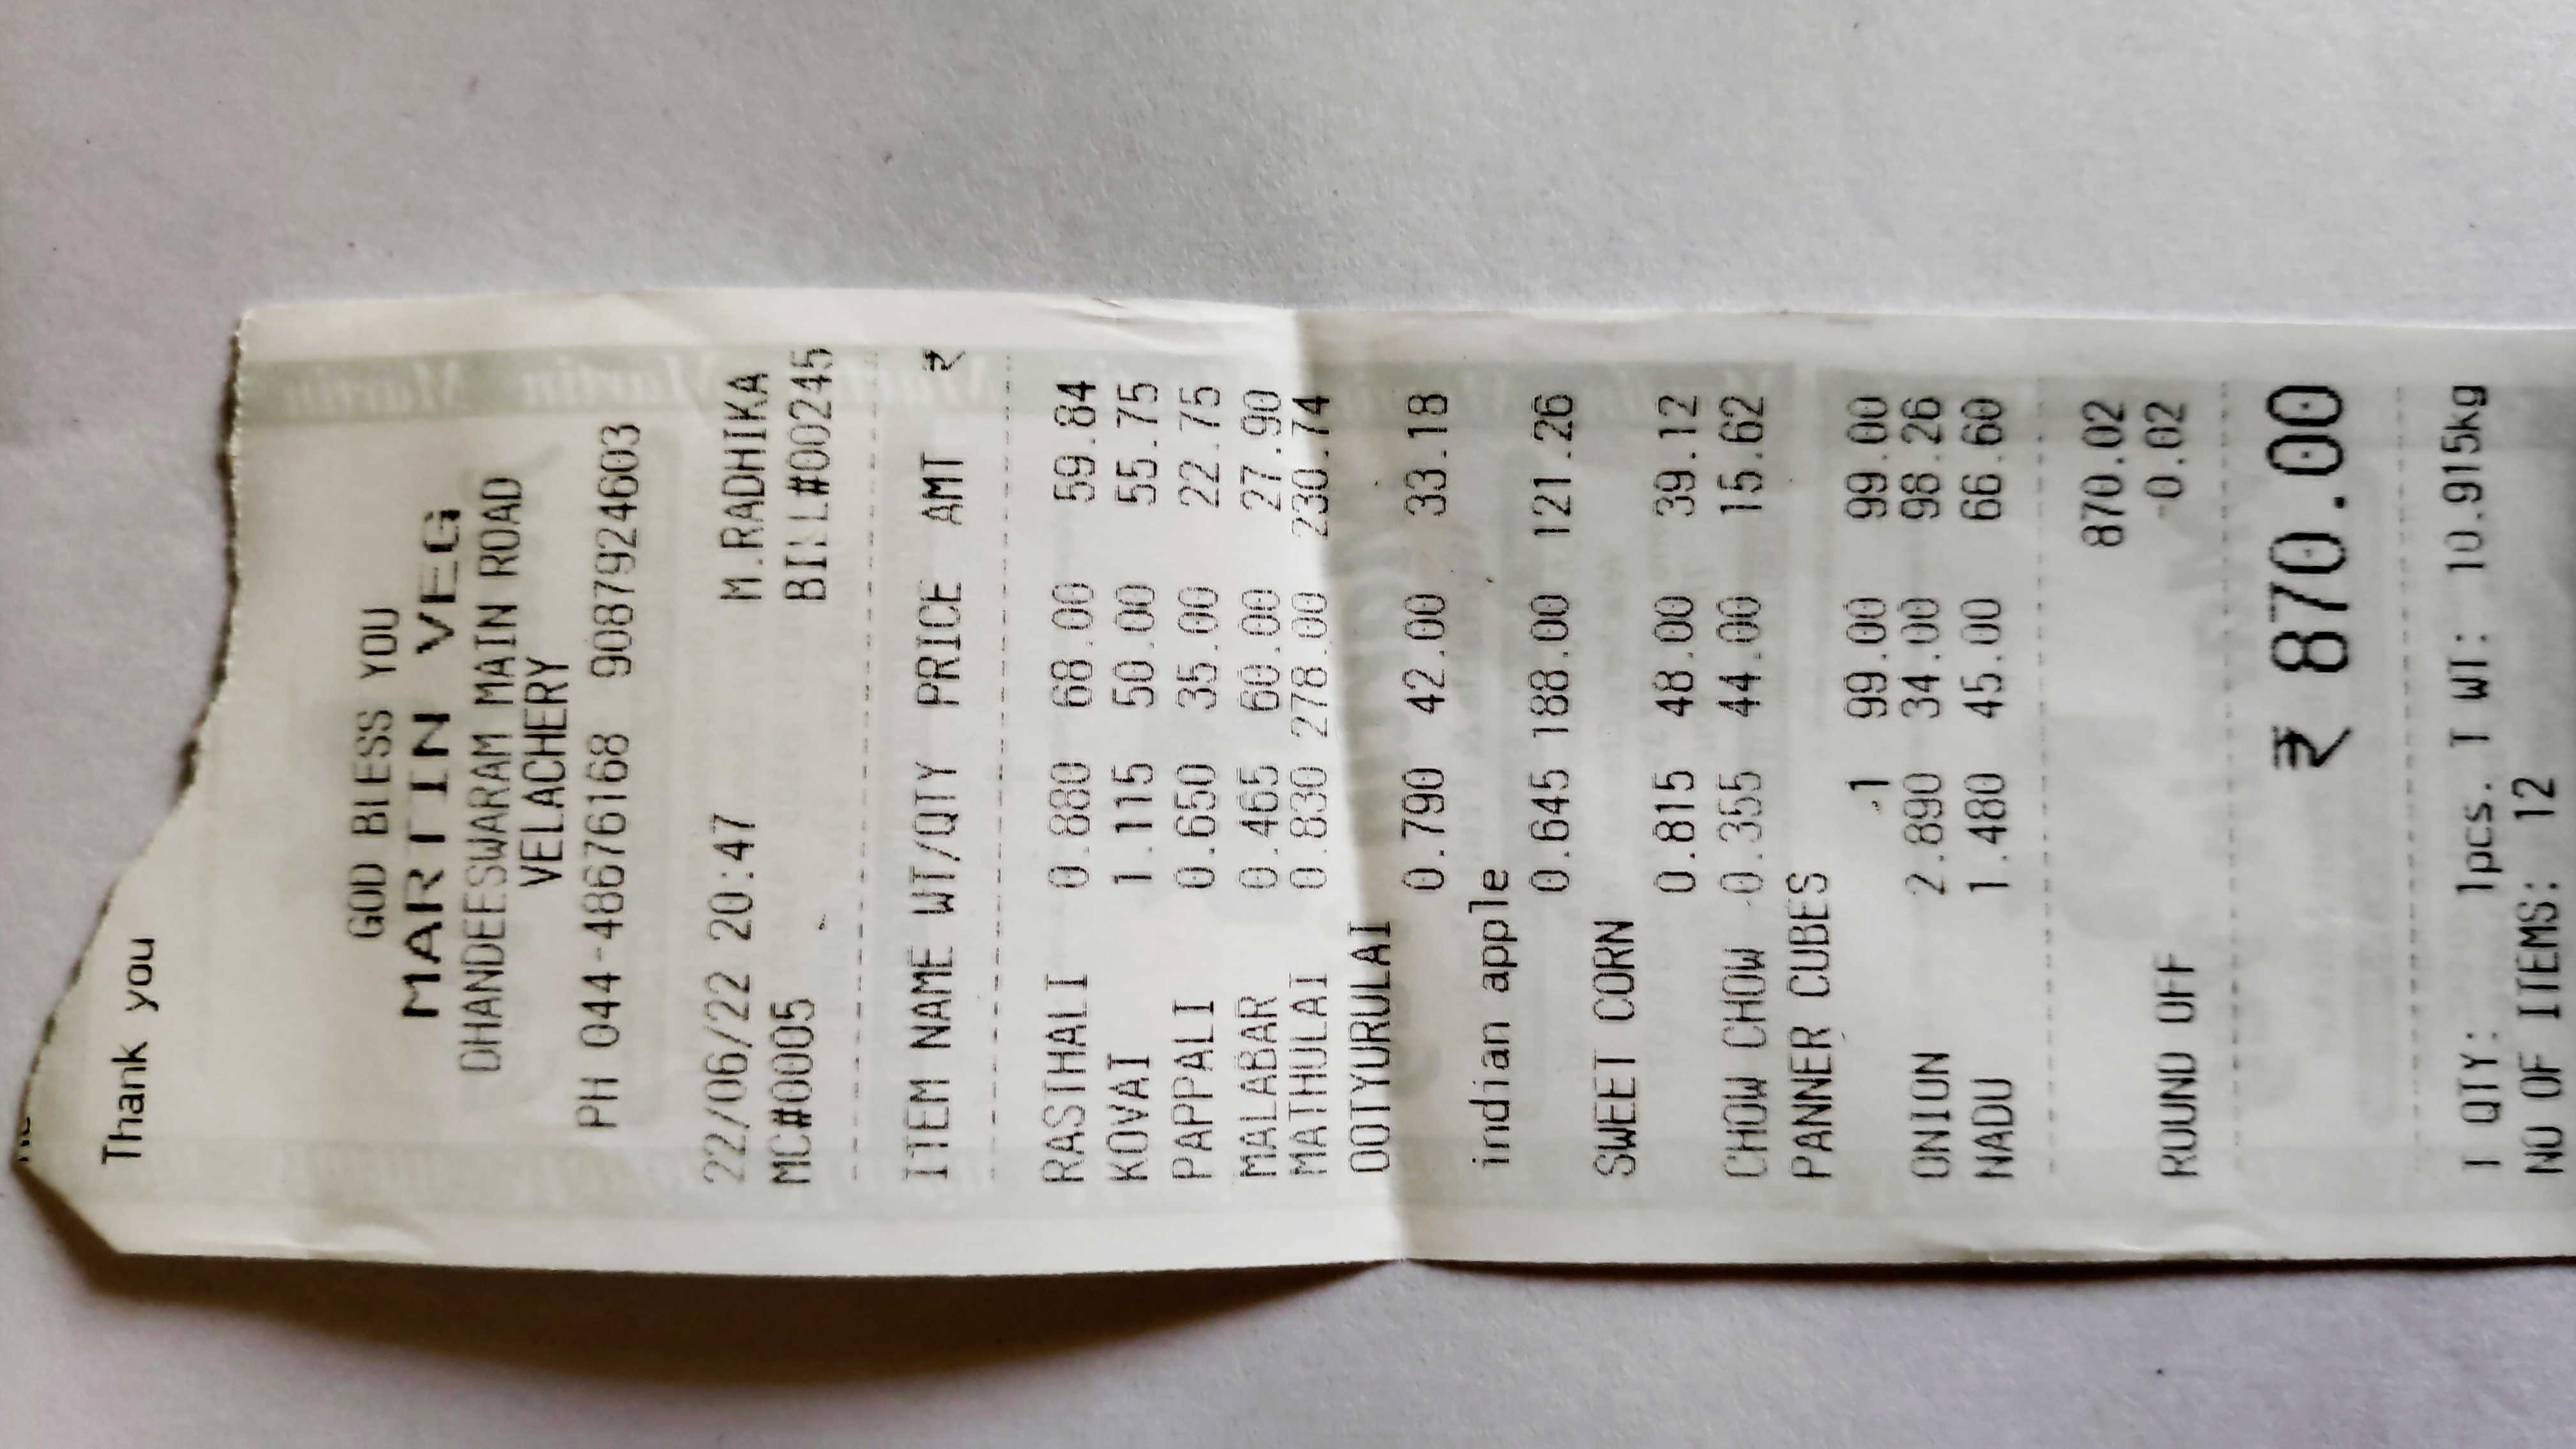 Thank you
GOD BLESS YOU
MARTIN VEG
DHANDEESWARAM MAIN ROAD
VELACHERY
PH 044-48676168 9087924603
22/06/22 20:47 M.RADHIKA
MC#0005 BILL#00245
ITEM NAME WT/QTY PRICE AMT ₹
RASTHALI 0.880 68.00 59.84
KOVAI 1.115 50.00 55.75
PAPPALI 0.650 35.00 22.75
MALABAR 0.465 60.00 27.90
MATHULAI 0.830 278.00 230.74
OOTYURULAI
0.790 42.00 33.18
indian apple
0.645 188.00 121.26
SWEET CORN
0.815 48.00 39.12
CHOW CHOW 0.355 44.00 15.62
PANNER CUBES
1 99.00 99.00
ONION 2.890 34.00 98.26
NADU 1.480 45.00 66.60
870.02
ROUND OFF -0.02
₹ 870.00
T QTY: 1pcs. T WT: 10.915kg
NO OF ITEMS: 12